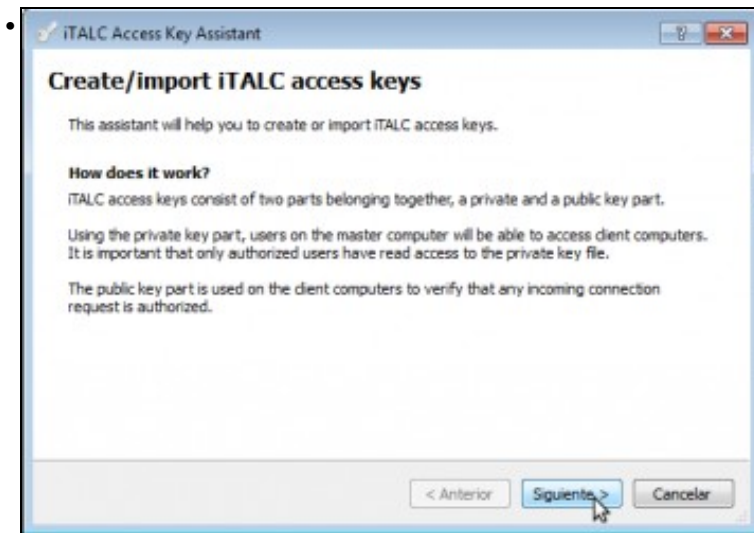 iTALC Access Key Assistant
Create/import iTALC access keys
This assistant will help you to create or import iTALC access keys.
How does it work?
iTALC access keys consist of two parts belonging together, a private and a public key part.
Using the private key part, users on the master computer will be able to access client computers.
It is important that only authorized users have read access to the private key file.
The public key part is used on the client computers to verify that any incoming connection
request is authorized.
< Anterior Siguiente > Cancelar